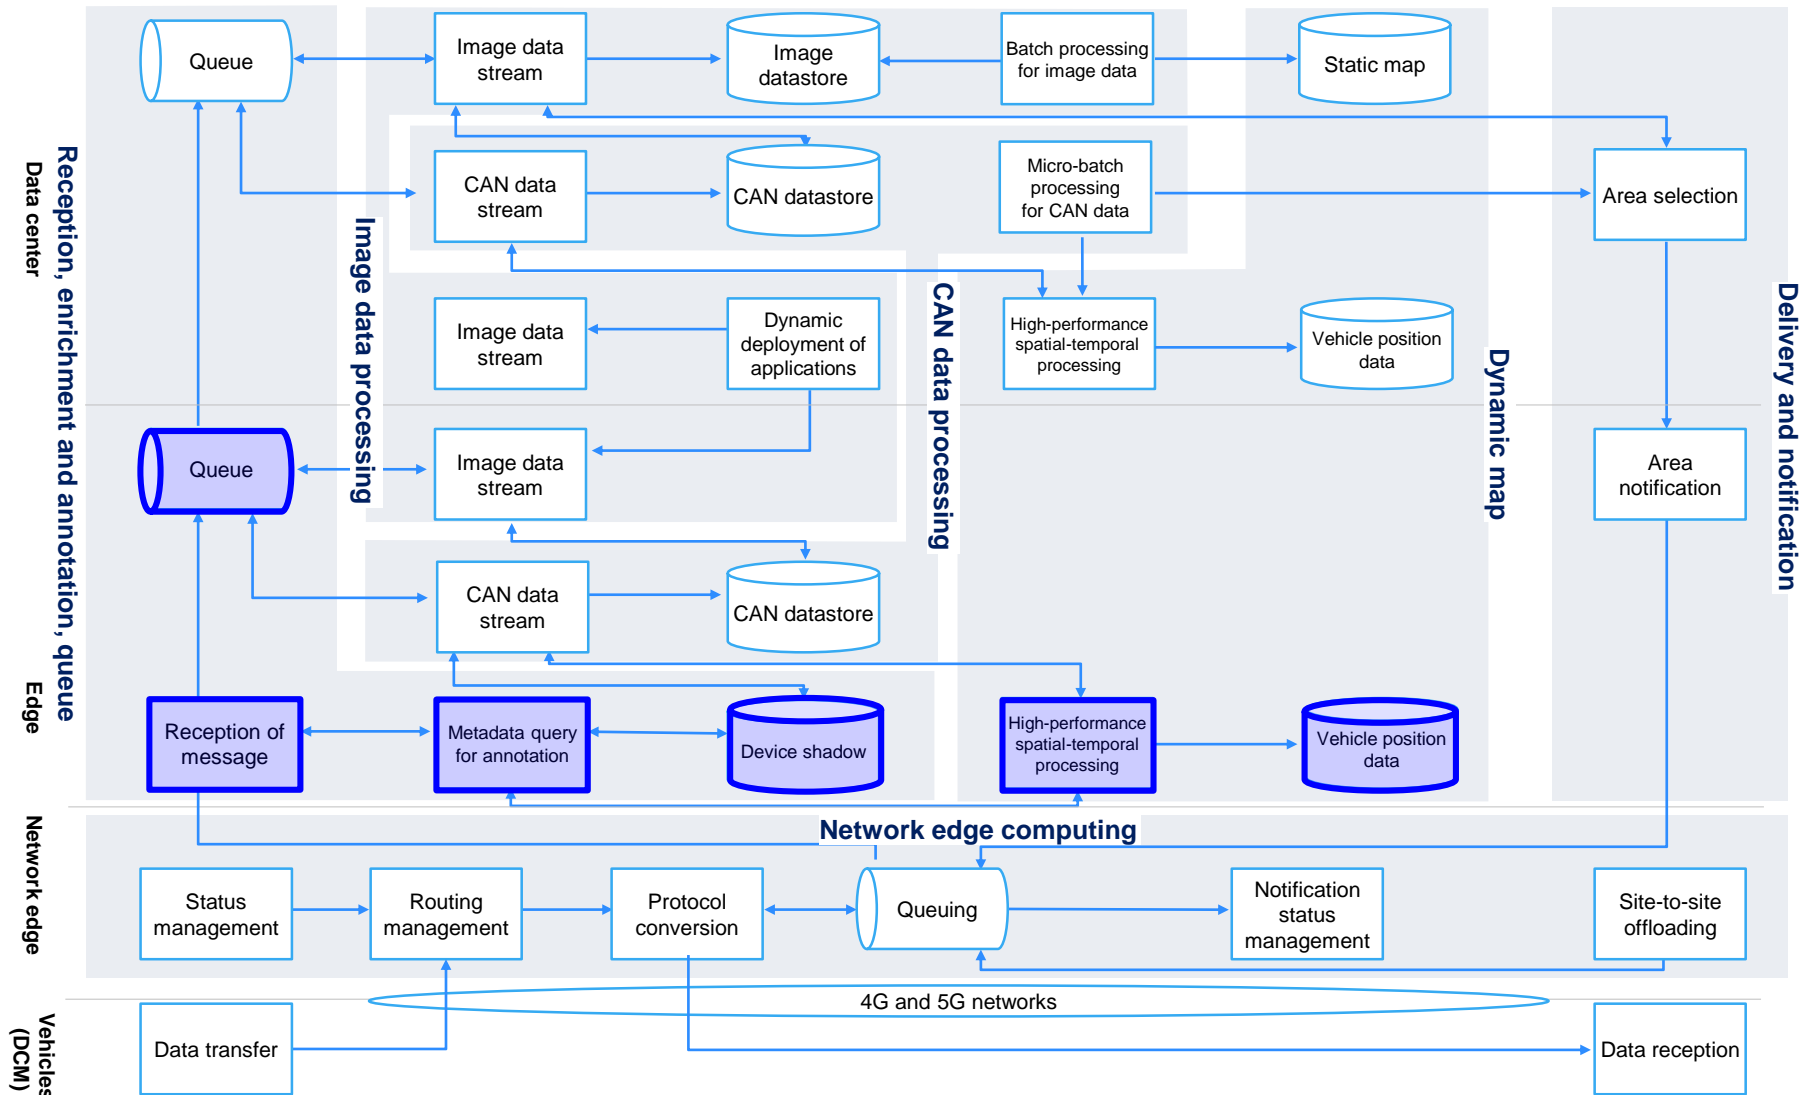 Queue
Image data
stream
Image
datastore
Batch processing
for image data
Static map
Reception, enrichment and annotation, queue
Data center
CAN data
stream
CAN datastore
Micro-batch
processing
for CAN data
Area selection
Image data processing
CAN data processing
Dynamic map
Delivery and notification
Image data
stream
Dynamic
deployment of
applications
High-performance
spatial-temporal
processing
Vehicle position
data
Queue
Image data
stream
Area
notification
CAN data
stream
CAN datastore
Edge
Reception of
message
Metadata query
for annotation
Device shadow
High-performance
spatial-temporal
processing
Vehicle position
data
Network edge
Network edge computing
Status
management
Routing
management
Protocol
conversion
Queuing
Notification
status
management
Site-to-site
offloading
4G and 5G networks
Vehicles
(DCM)
Data transfer
Data reception